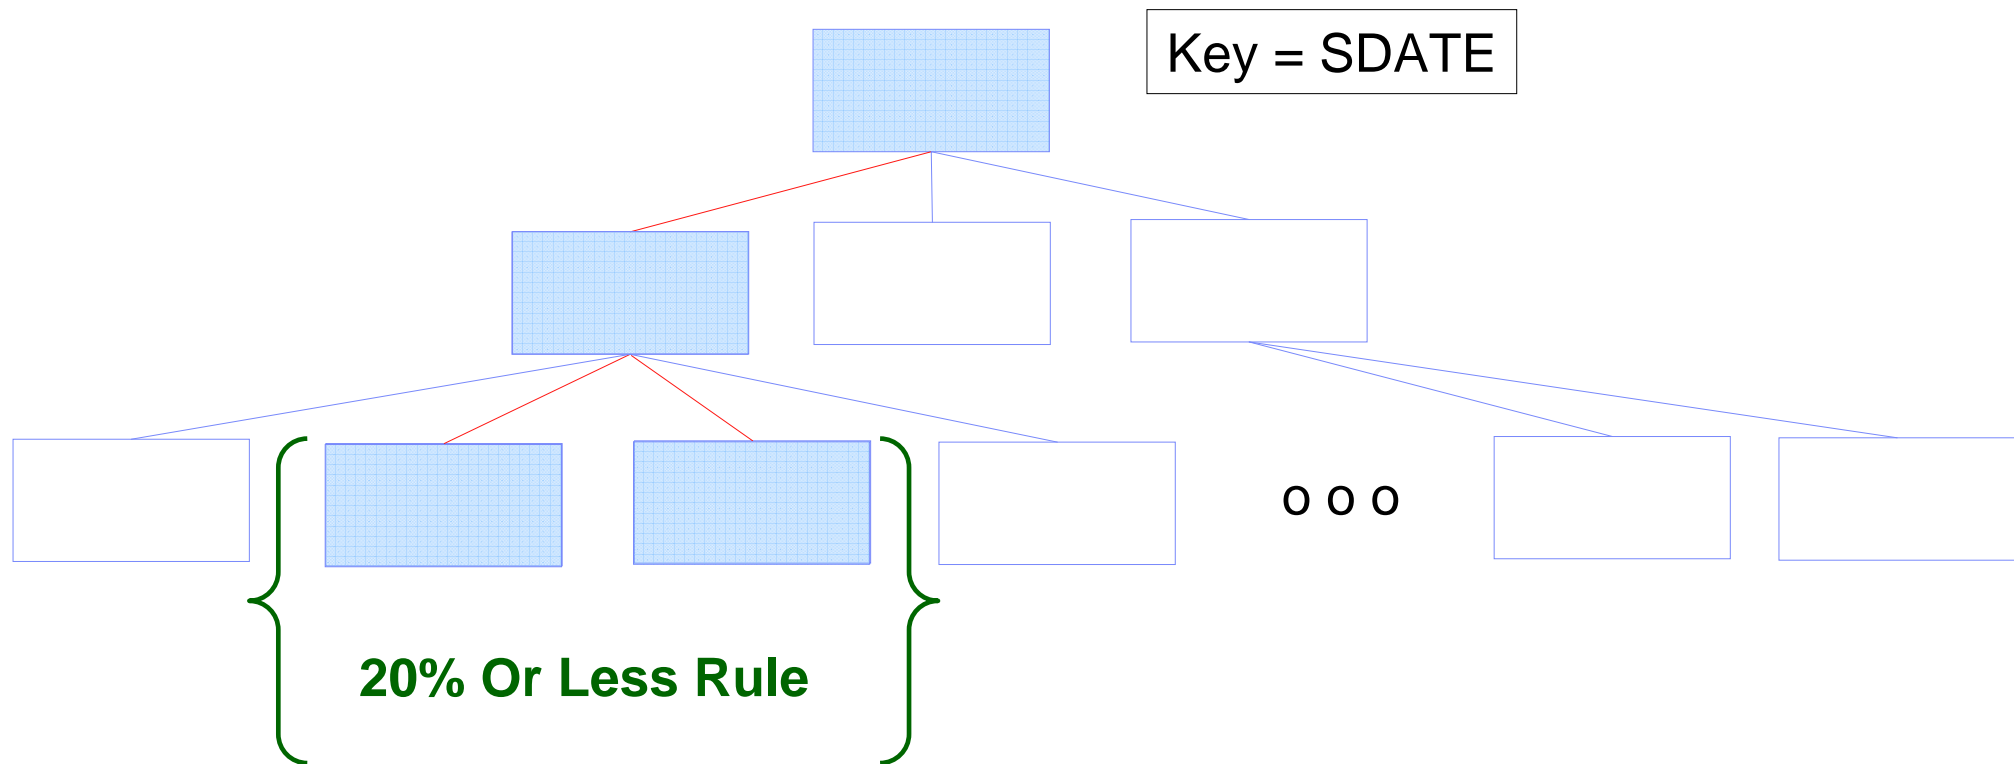 Key = SDATE
o o o
20% Or Less Rule